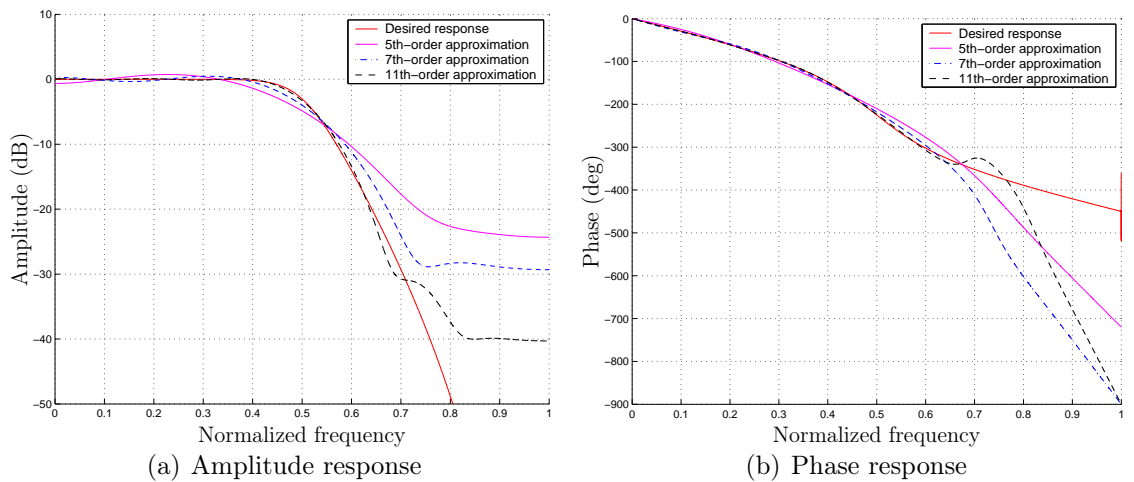 Desired response
5th−order approximation
7th−order approximation
11th−order approximation
10
0
−10
−20
−30
−40
−50
Amplitude (dB)
0 0.1 0.2 0.3 0.4 0.5 0.6 0.7 0.8 0.9 1
Normalized frequency
(a) Amplitude response
Desired response
5th−order approximation
7th−order approximation
11th−order approximation
0
−100
−200
−300
−400
−500
−600
−700
−800
−900
Phase (deg)
0 0.1 0.2 0.3 0.4 0.5 0.6 0.7 0.8 0.9 1
Normalized frequency
(b) Phase response